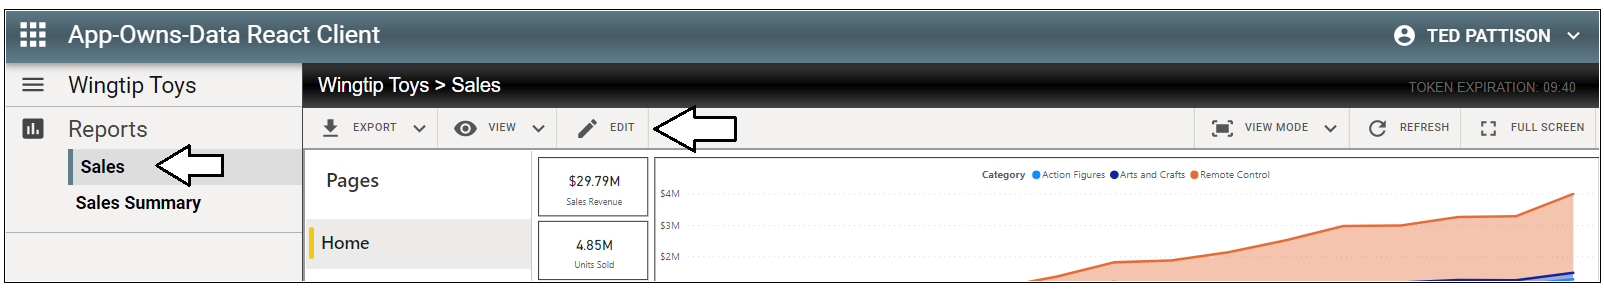 App-Owns-Data React Client
TED PATTISON
Wingtip Toys
Wingtip Toys > Sales
TOKEN EXPIRATION: 09:40
Reports
EXPORT
VIEW
EDIT
VIEW MODE
REFRESH
FULL SCREEN
Sales
Sales Summary
Pages
Home
$29.79M
Sales Revenue
4.85M
Units Sold
Category Action Figures Arts and Crafts Remote Control
$4M
$3M
$2M